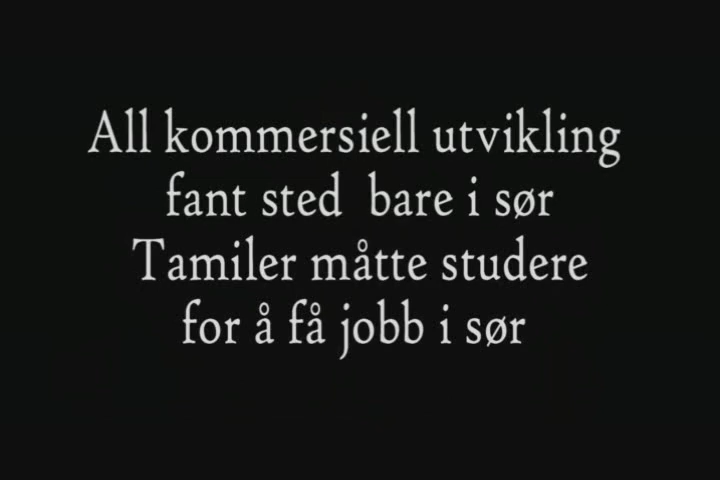 All kommersiell utvikling
fant sted  bare i sør
Tamiler måtte studere
for å få jobb i sør